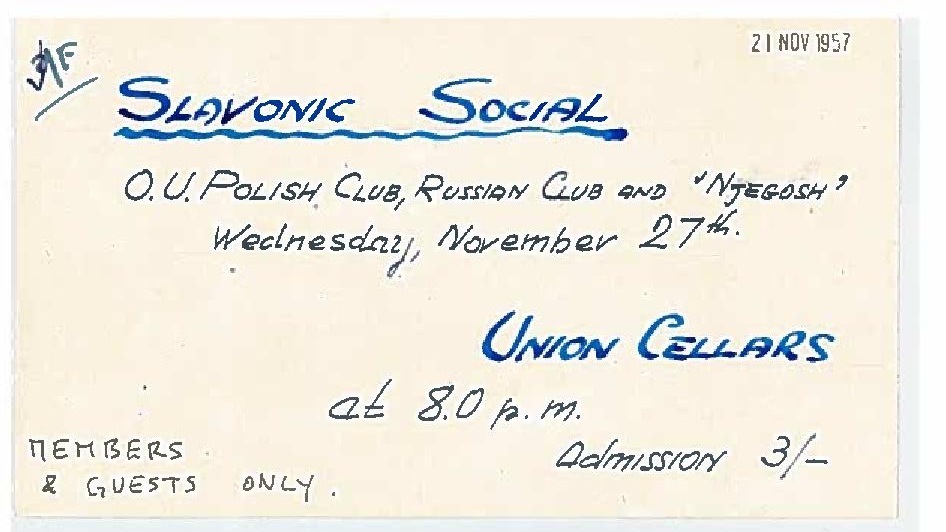 21 NOV 1957
SLAVONIC SOCIAL
O.U. POLISH CLUB, RUSSIAN CLUB AND "NJEGOSH"
Wednesday, November 27th.
UNION CELLARS
at 8.0 p.m.
Admission 3/-
MEMBERS
& GUESTS ONLY.